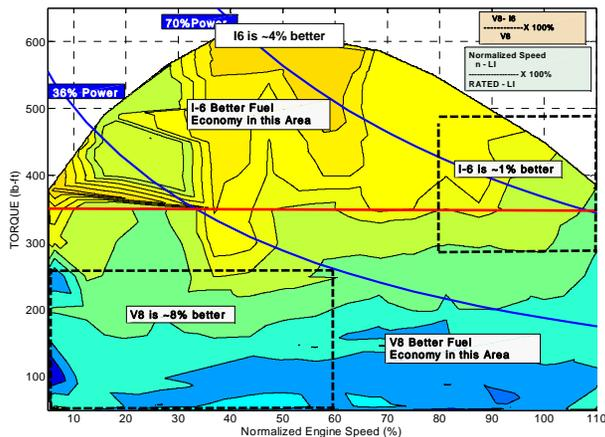 70%Power
I6 is ~4% better
V8- I6
------------x 100%
V8
Normalized Speed
n - LI
------------------ X 100%
RATED - LI
36% Power
I-6 Better Fuel
Economy in this Area
I-6 is ~1% better
V8 is ~8% better
V8 Better Fuel
Economy in this Area
TORQUE (lb-ft)
600
500
400
300
200
100
10 20 30 40 50 60 70 80 90 100 110
Normalized Engine Speed (%)